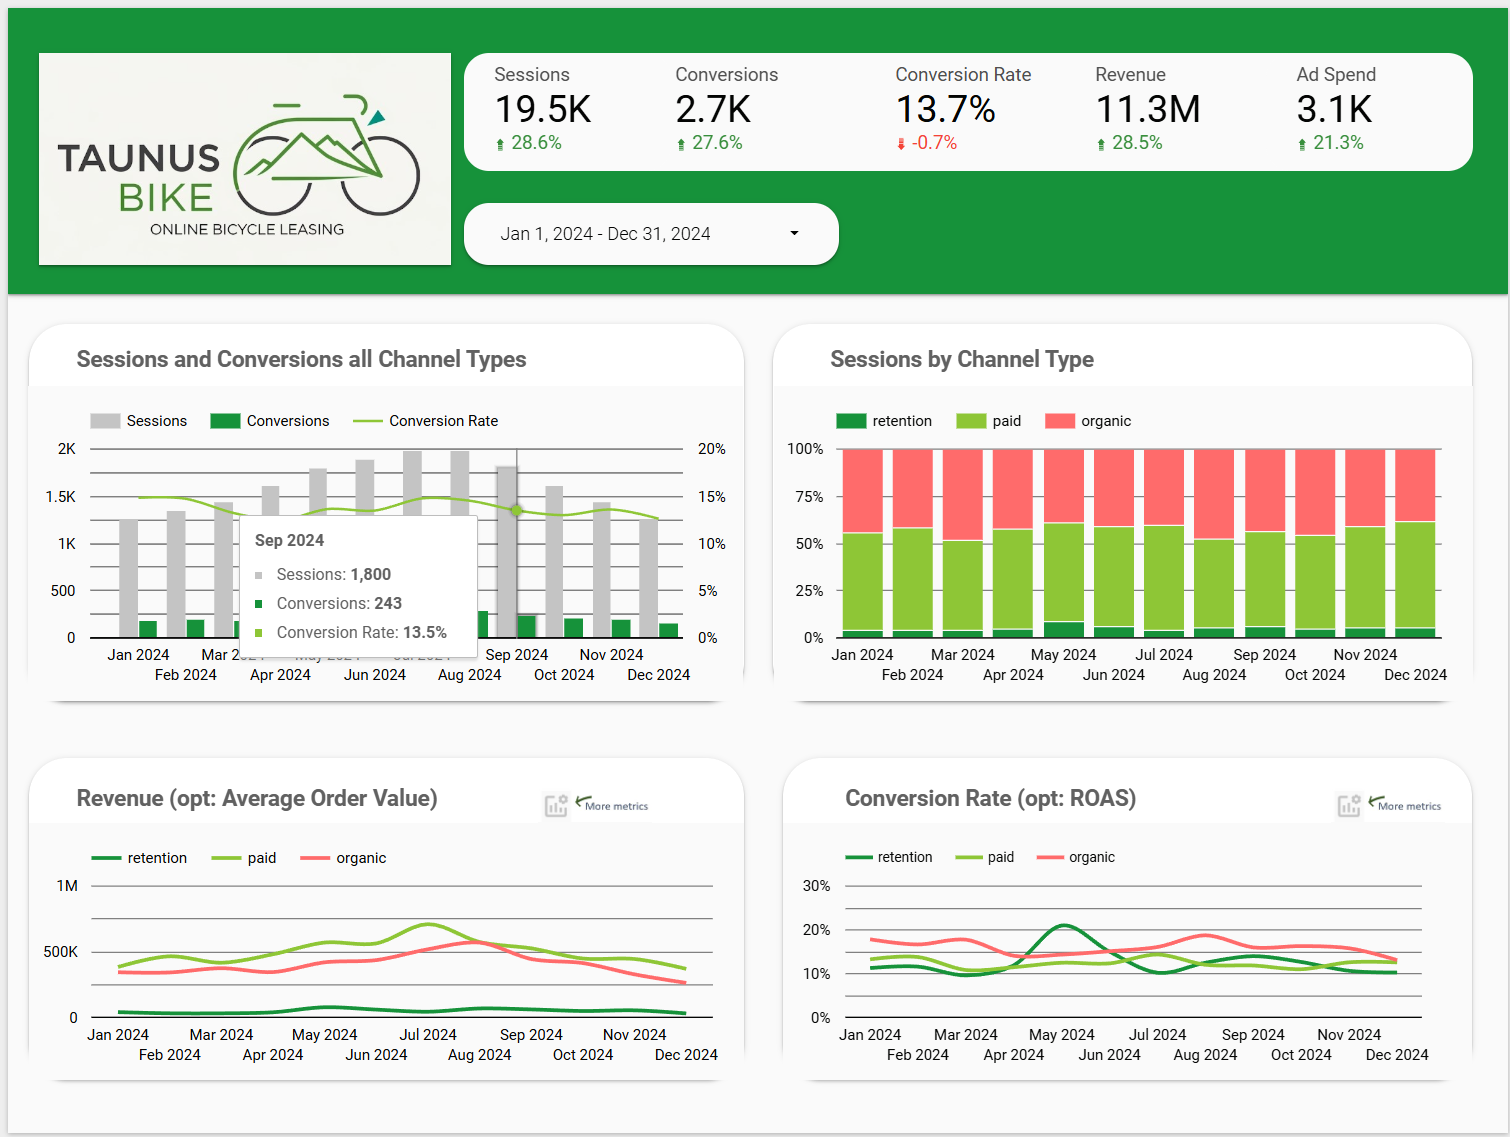 TAUNUS
BIKE
ONLINE BICYCLE LEASING
Sessions Conversions Conversion Rate Revenue Ad Spend
19.5K 2.7K 13.7% 11.3M 3.1K
28.6% 27.6% -0.7% 28.5% 21.3%
Jan 1, 2024 - Dec 31, 2024
Sessions and Conversions all Channel Types
Sessions Conversions Conversion Rate
2K 20%
1.5K 15%
1K 10%
500 5%
0 0%
Sep 2024
Sessions: 1,800
Conversions: 243
Conversion Rate: 13.5%
Jan 2024 Mar Sep 2024 Nov 2024
Feb 2024 Apr 2024 Jun 2024 Aug 2024 Oct 2024 Dec 2024
Sessions by Channel Type
retention paid organic
100%
75%
50%
25%
0%
Jan 2024 Mar 2024 May 2024 Jul 2024 Sep 2024 Nov 2024
Feb 2024 Apr 2024 Jun 2024 Aug 2024 Oct 2024 Dec 2024
Revenue (opt: Average Order Value)
More metrics
retention paid organic
1M
500K
0
Jan 2024 Mar 2024 May 2024 Jul 2024 Sep 2024 Nov 2024
Feb 2024 Apr 2024 Jun 2024 Aug 2024 Oct 2024 Dec 2024
Conversion Rate (opt: ROAS)
More metrics
retention paid organic
30%
20%
10%
0%
Jan 2024 Mar 2024 May 2024 Jul 2024 Sep 2024 Nov 2024
Feb 2024 Apr 2024 Jun 2024 Aug 2024 Oct 2024 Dec 2024